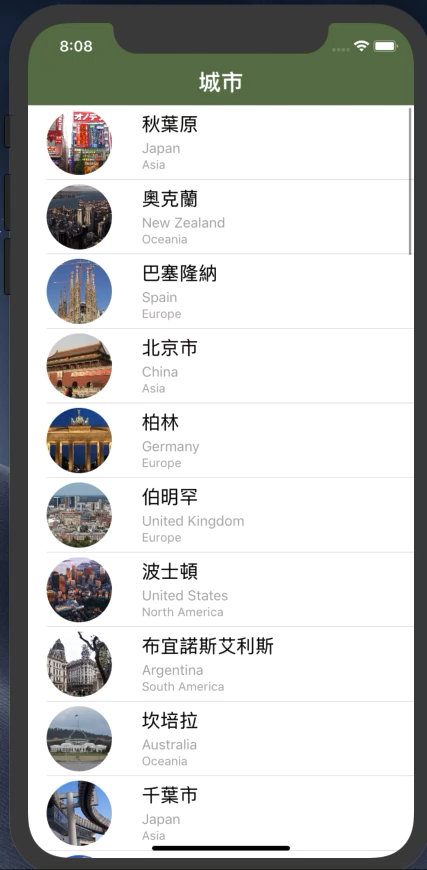 8:08
城市
秋葉原
Japan
Asia
奧克蘭
New Zealand
Oceania
巴塞隆納
Spain
Europe
北京市
China
Asia
柏林
Germany
Europe
伯明罕
United Kingdom
Europe
波士頓
United States
North America
布宜諾斯艾利斯
Argentina
South America
坎培拉
Australia
Oceania
千葉市
Japan
Asia